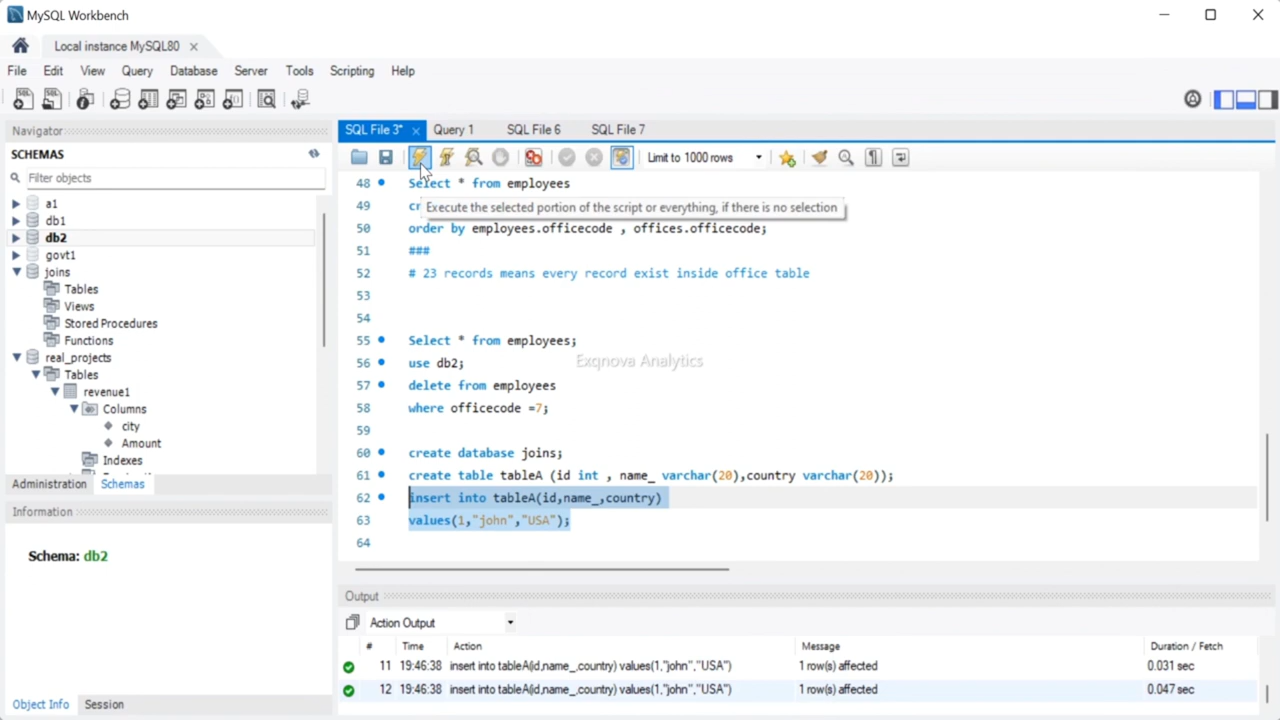 MySQL Workbench
Local instance MySQL80
File Edit View Query Database Server Tools Scripting Help
Navigator
SCHEMAS
Filter objects
a1
db1
db2
govt1
joins
Tables
Views
Stored Procedures
Functions
real_projects
Tables
revenue1
Columns
city
Amount
Indexes
Administration Schemas
Information
Schema: db2
Object Info Session
SQL File 3* Query 1 SQL File 6 SQL File 7
Limit to 1000 rows
48 Select * from employees
49 cr
Execute the selected portion of the script or everything, if there is no selection
50 order by employees.officecode , offices.officecode;
51 ###
52 # 23 records means every record exist inside office table
53
54
55 Select * from employees;
Exqnova Analytics
56 use db2;
57 delete from employees
58 where officecode =7;
59
60 create database joins;
61 create table tableA (id int , name_ varchar(20),country varchar(20));
62 insert into tableA(id,name_,country)
63 values(1,"john","USA");
64
Output
Action Output
# Time Action Message Duration / Fetch
11 19:46:38 insert into tableA(id,name_,country) values(1,"john","USA") 1 row(s) affected 0.031 sec
12 19:46:38 insert into tableA(id,name_,country) values(1,"john","USA") 1 row(s) affected 0.047 sec